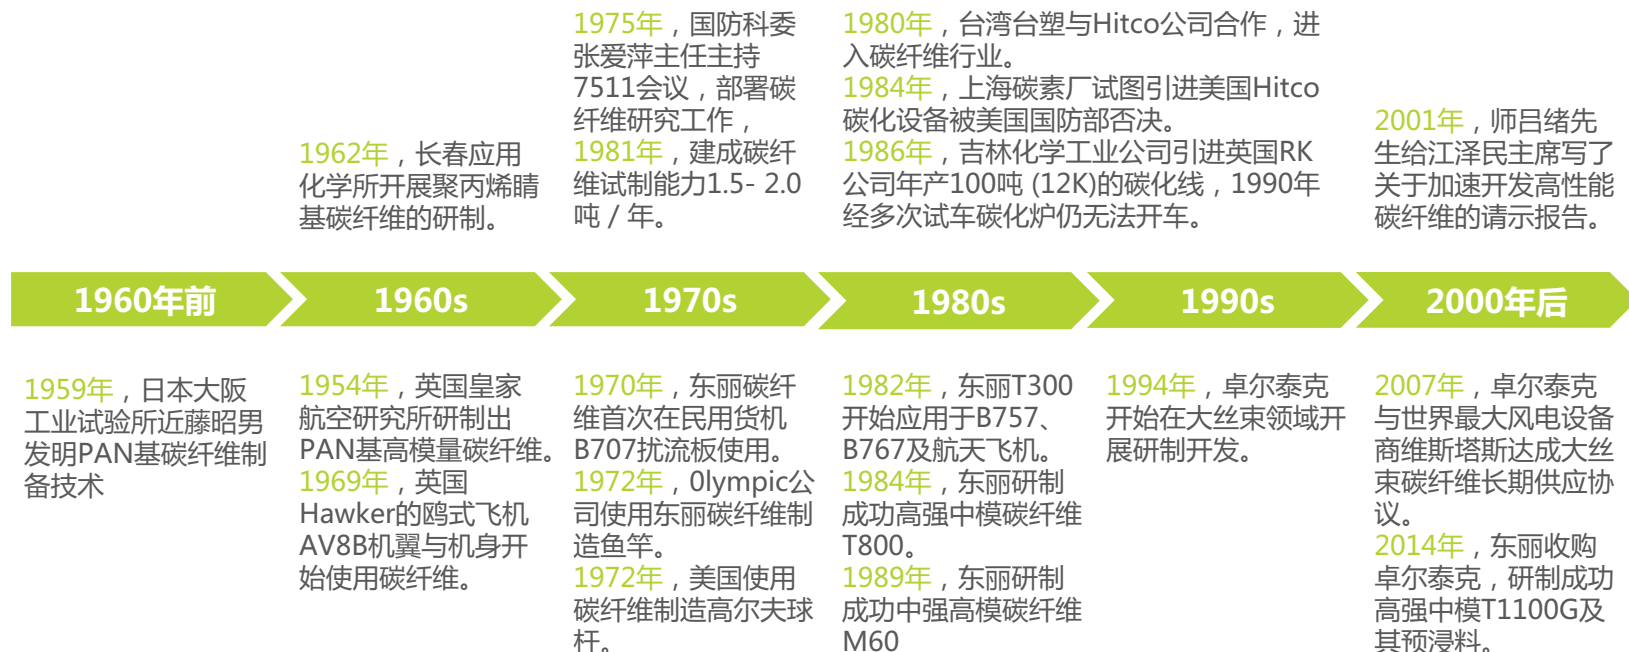 1975年，国防科委
张爱萍主任主持
7511会议，部署碳
纤维研究工作，
1981年，建成碳纤
维试制能力1.5- 2.0
吨 / 年。
1980年，台湾台塑与Hitco公司合作，进
入碳纤维行业。
1984年，上海碳素厂试图引进美国Hitco
碳化设备被美国国防部否决。
1986年，吉林化学工业公司引进英国RK
公司年产100吨 (12K)的碳化线，1990年
经多次试车碳化炉仍无法开车。
1962年，长春应用
化学所开展聚丙烯晴
基碳纤维的研制。
2001年，师吕绪先
生给江泽民主席写了
关于加速开发高性能
碳纤维的请示报告。
1960年前
1960s
1970s
1980s
1990s
2000年后
1959年，日本大阪
工业试验所近藤昭男
发明PAN基碳纤维制
备技术
1954年，英国皇家
航空研究所研制出
PAN基高模量碳纤维。
1969年，英国
Hawker的鸥式飞机
AV8B机翼与机身开
始使用碳纤维。
1970年，东丽碳纤
维首次在民用货机
B707扰流板使用。
1972年，0lympic公
司使用东丽碳纤维制
造鱼竿。
1972年，美国使用
碳纤维制造高尔夫球
杆。
1982年，东丽T300
开始应用于B757、
B767及航天飞机。
1984年，东丽研制
成功高强中模碳纤维
T800。
1989年，东丽研制
成功中强高模碳纤维
M60
1994年，卓尔泰克
开始在大丝束领域开
展研制开发。
2007年，卓尔泰克
与世界最大风电设备
商维斯塔斯达成大丝
束碳纤维长期供应协
议。
2014年，东丽收购
卓尔泰克，研制成功
高强中模T1100G及
其预浸料。